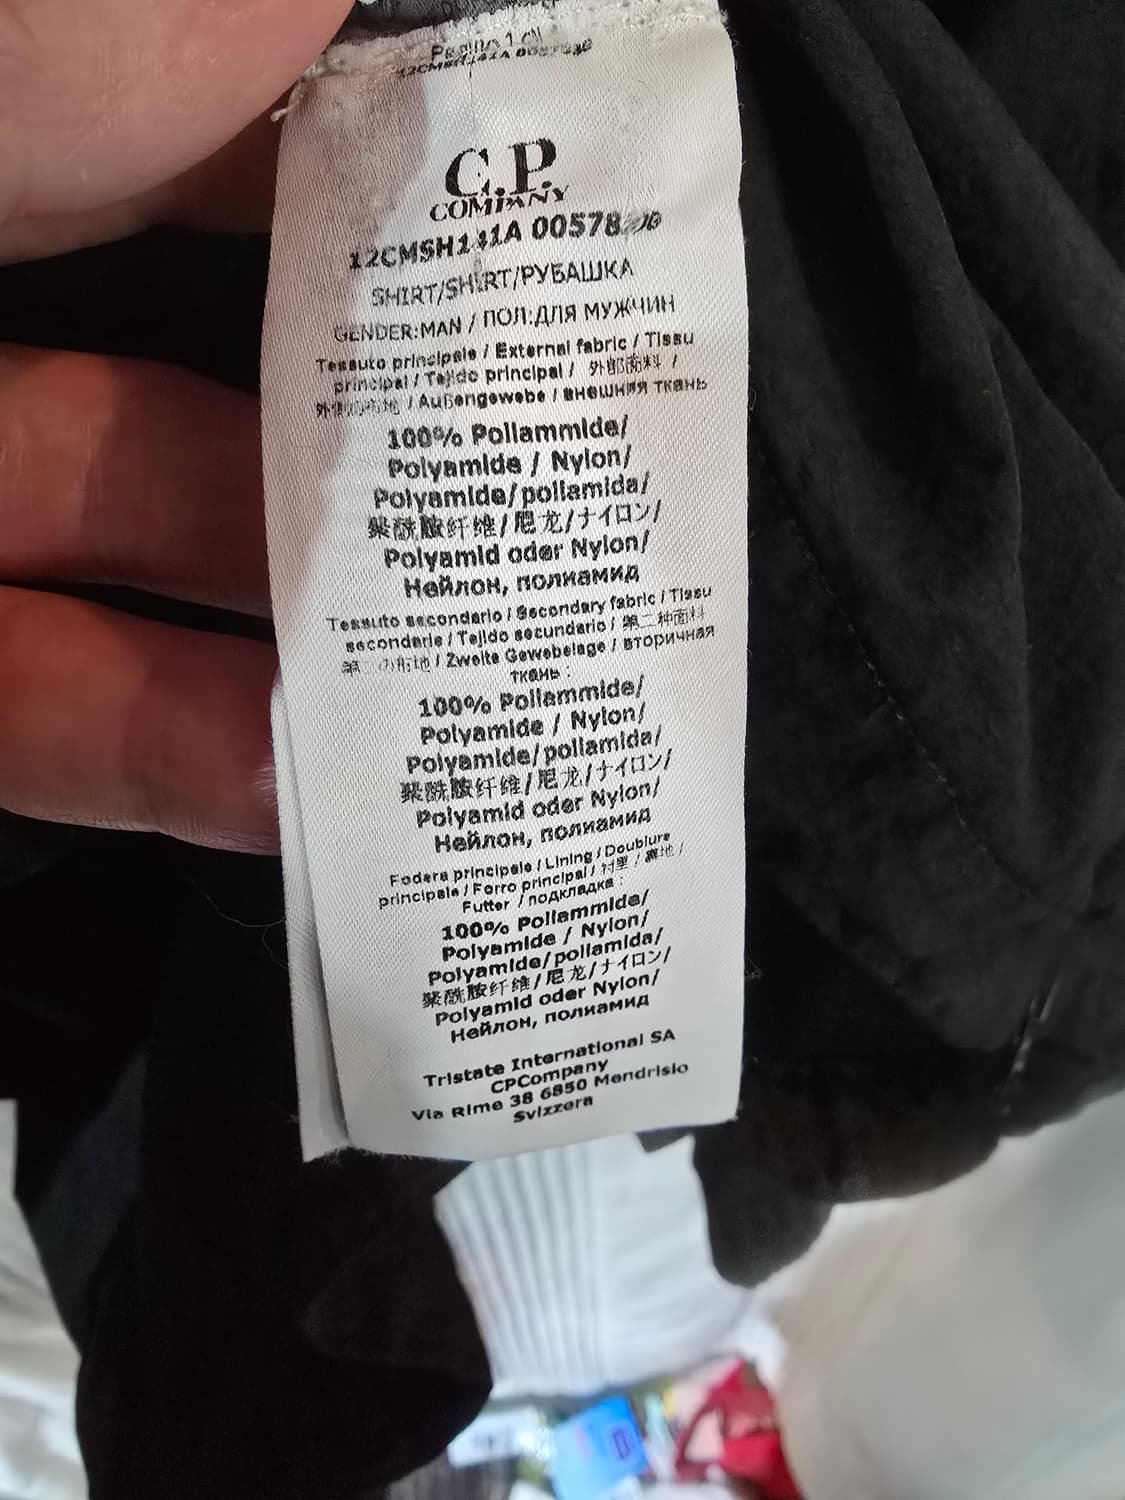 C.P.
COMPANY
12CMSH141A 00578
SHIRT/SHIRT/РУБАШКА
GENDER:MAN / ПОЛ:ДЛЯ МУЖЧИН
Tessuto principale / External fabric / Tissu
principal / Tejido principal / 外部面料 /
/ Außengewebe / внешняя ткань
100% Poliammide/
Polyamide / Nylon/
Polyamide/poliamida/
聚酰胺纤维/尼龙/ナイロン/
Polyamid oder Nylon/
Нейлон, полиамид
Tessuto secondario / Secondary fabric / Tissu
secondarie / Tejido secundario / 第二种面料
/ Zweite Gewebelage / вторичная
ткань :
100% Poliammide/
Polyamide / Nylon/
Polyamide/poliamida/
聚酰胺纤维/尼龙/ナイロン/
Polyamid oder Nylon/
Нейлон, полиамид
Fodera principale / Lining / Doublure
principale / Forro principal / 衬里 / 裏地 /
Futter / подкладка :
100% Poliammide/
Polyamide / Nylon/
Polyamide/poliamida/
聚酰胺纤维/尼龙/ナイロン/
Polyamid oder Nylon/
Нейлон, полиамид
Tristate International SA
CPCompany
Via Rime 38 6850 Mendrisio
Svizzera